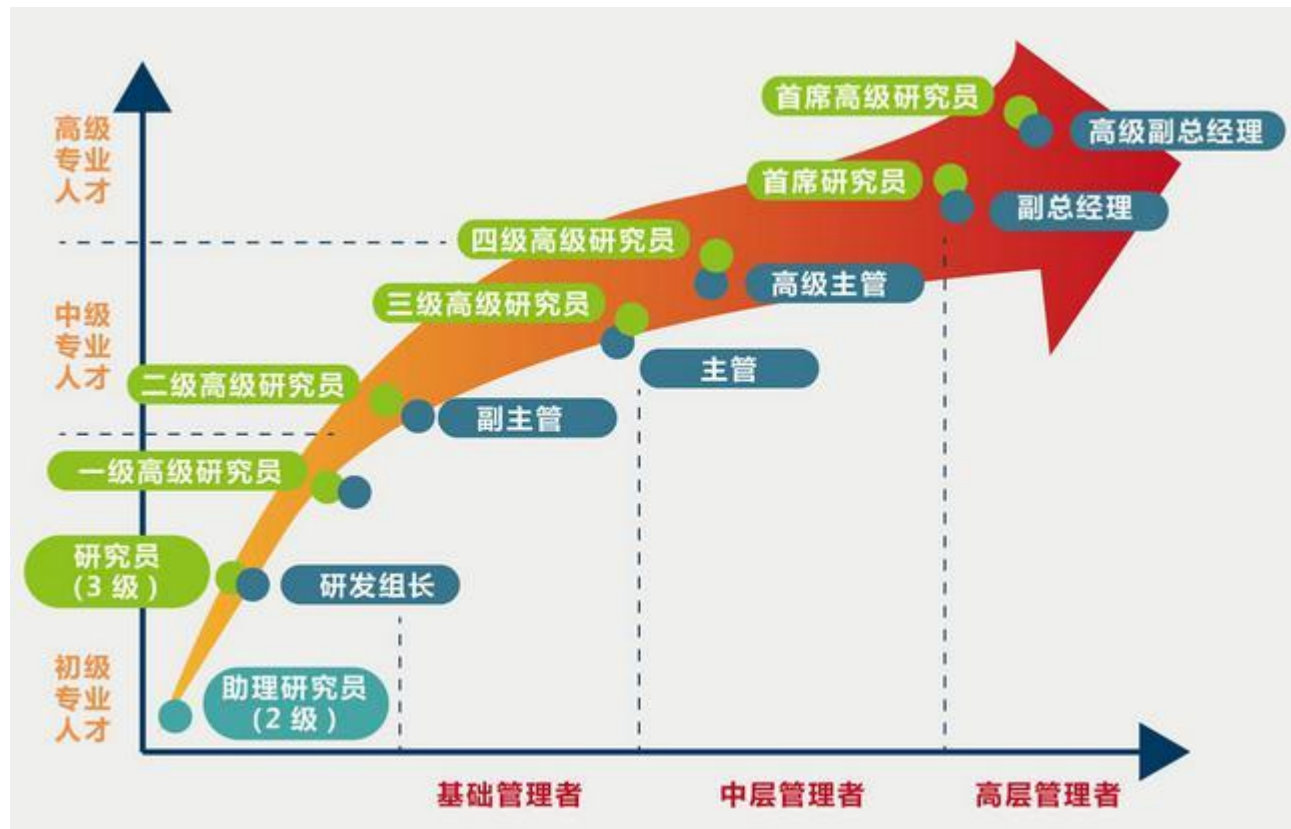 首席高级研究员
高级
专业
人才
高级副总经理
首席研究员
副总经理
四级高级研究员
高级主管
三级高级研究员
中级
专业
人才
主管
二级高级研究员
副主管
一级高级研究员
研究员
(3 级)
研发组长
初级
专业
人才
助理研究员
(2 级)
基础管理者
中层管理者
高层管理者